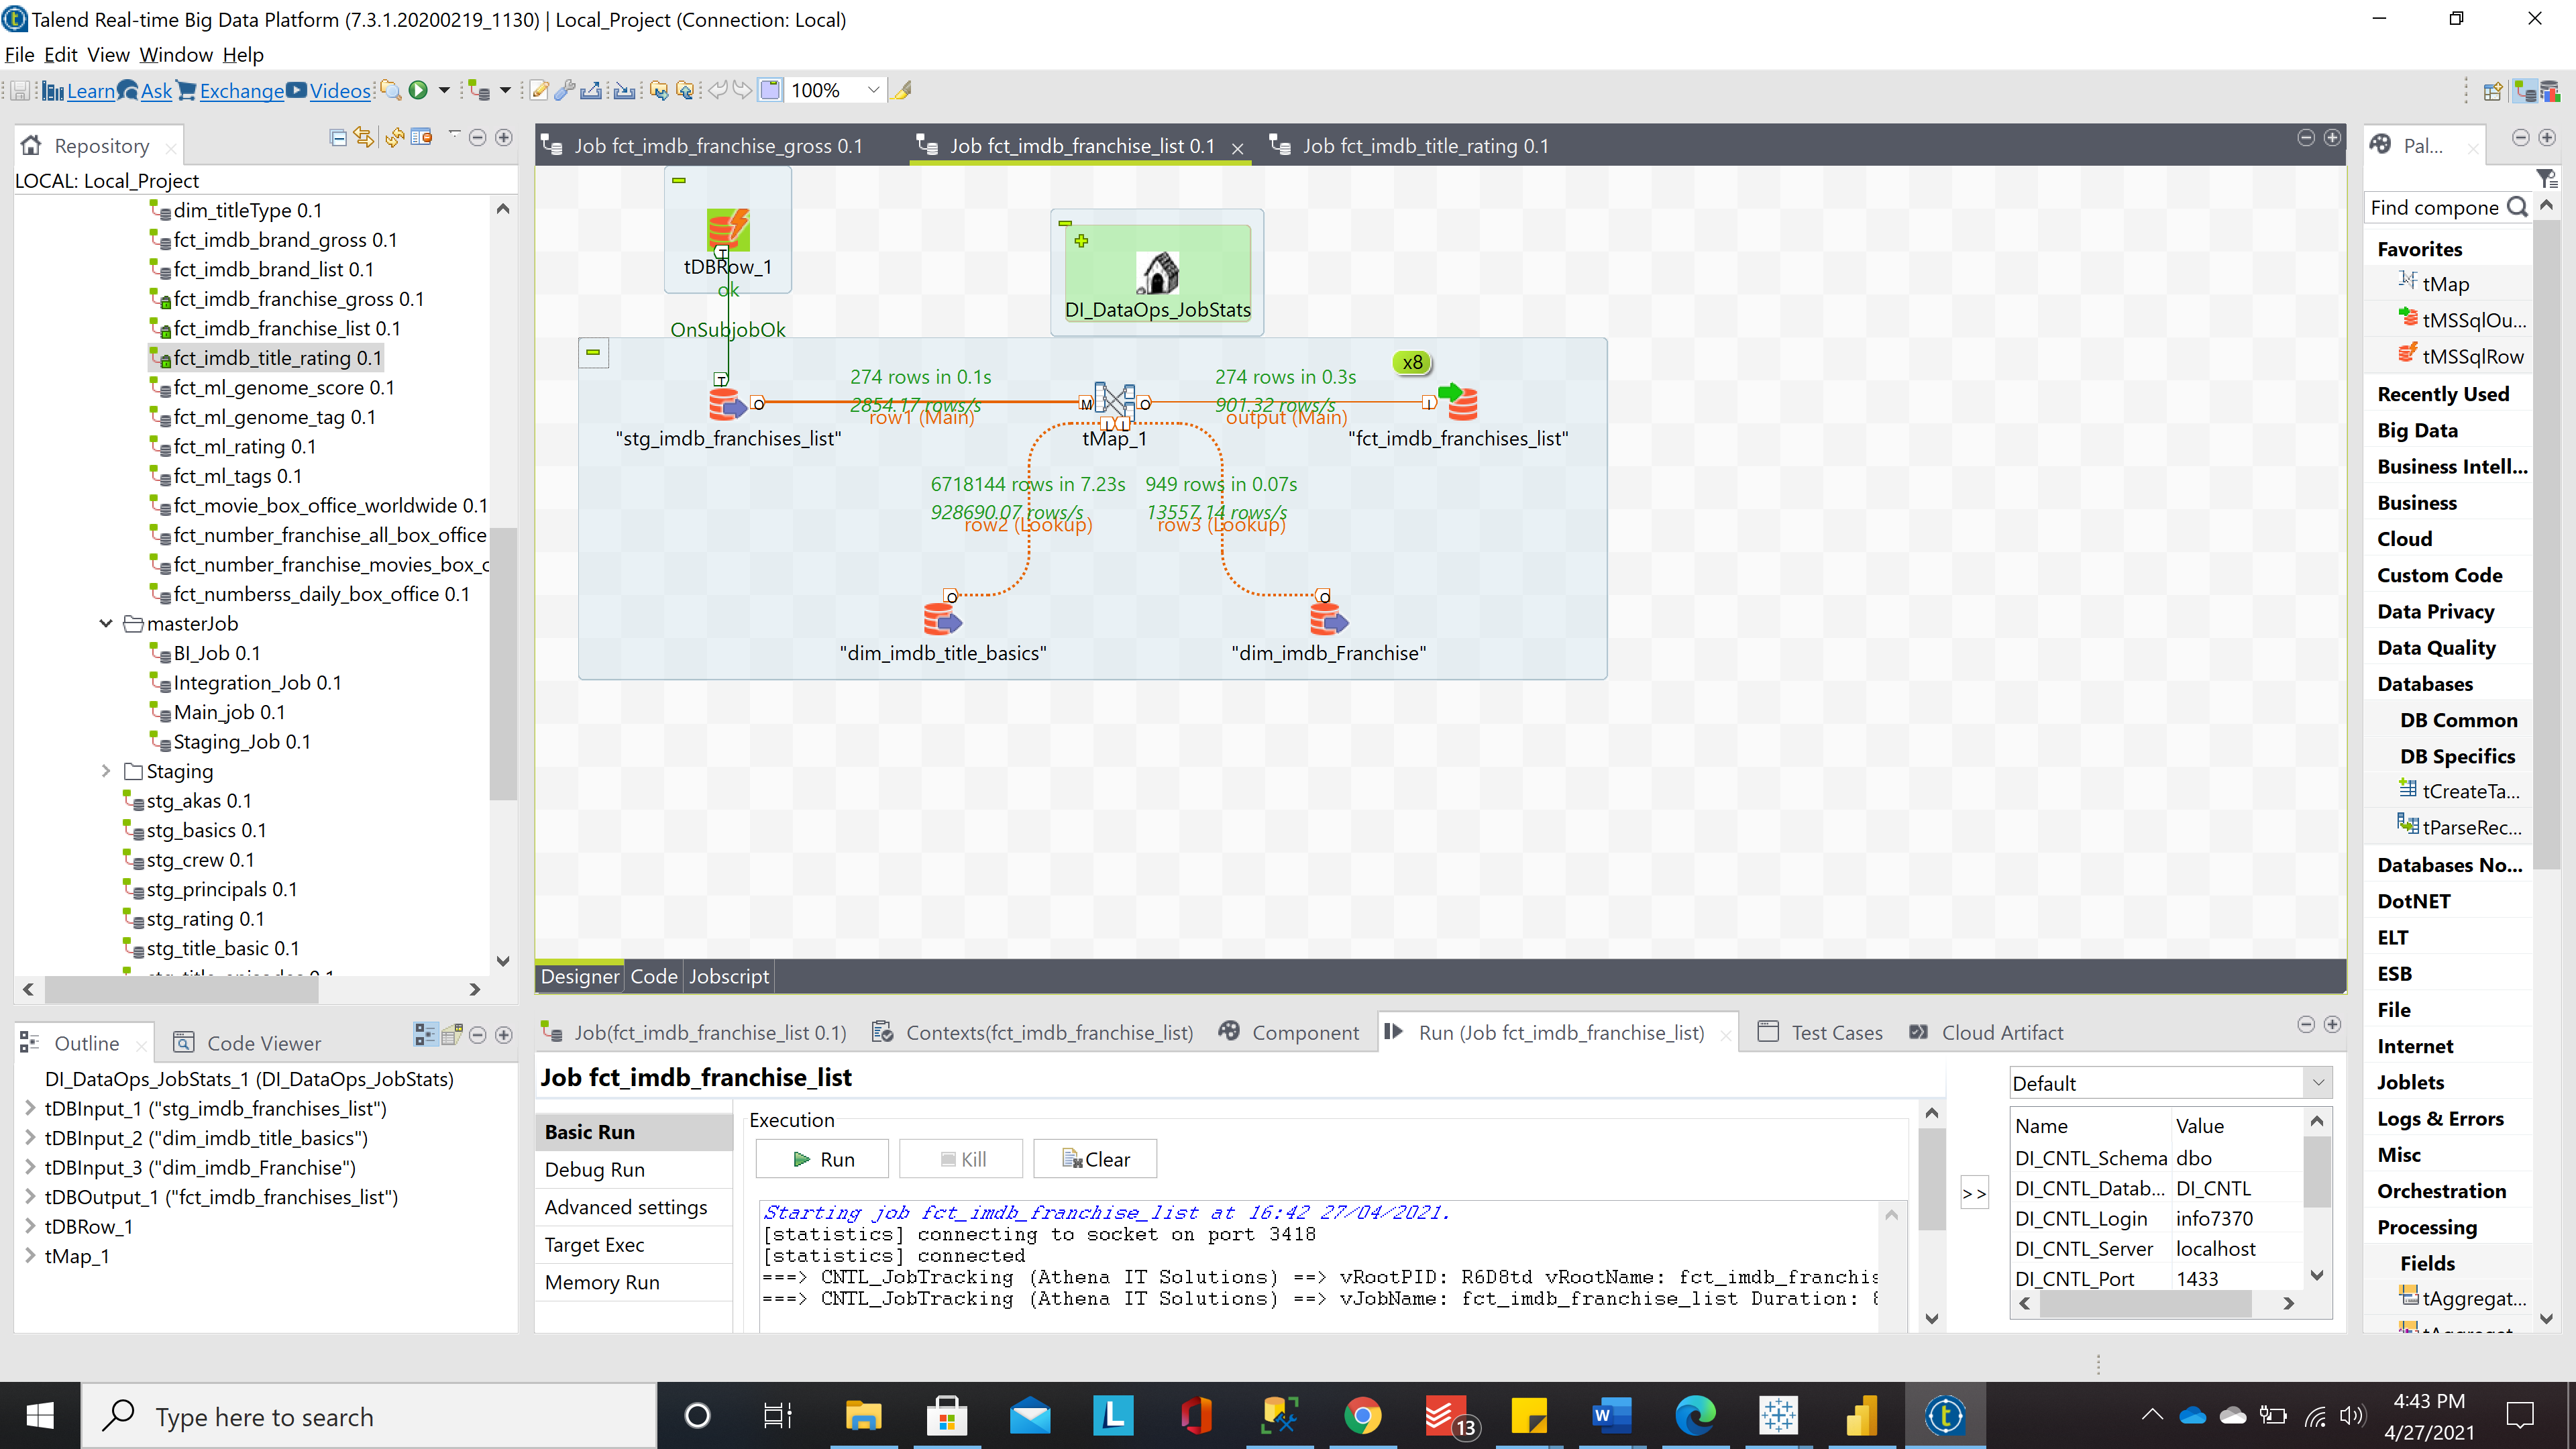 Talend Real-time Big Data Platform (7.3.1.20200219_1130) | Local_Project (Connection: Local)
File Edit View Window Help
Learn Ask Exchange Videos 100%
Repository
LOCAL: Local_Project
dim_titleType 0.1
fct_imdb_brand_gross 0.1
fct_imdb_brand_list 0.1
fct_imdb_franchise_gross 0.1
fct_imdb_franchise_list 0.1
fct_imdb_title_rating 0.1
fct_ml_genome_score 0.1
fct_ml_genome_tag 0.1
fct_ml_rating 0.1
fct_ml_tags 0.1
fct_movie_box_office_worldwide 0.1
fct_number_franchise_all_box_office
fct_number_franchise_movies_box_c
fct_numberss_daily_box_office 0.1
masterJob
BI_Job 0.1
Integration_Job 0.1
Main_job 0.1
Staging_Job 0.1
Staging
stg_akas 0.1
stg_basics 0.1
stg_crew 0.1
stg_principals 0.1
stg_rating 0.1
stg_title_basic 0.1
Job fct_imdb_franchise_gross 0.1
Job fct_imdb_franchise_list 0.1
Job fct_imdb_title_rating 0.1
T
tDBRow_1
ok
OnSubjobOk
DI_DataOps_JobStats
T
x8
274 rows in 0.1s
2854.17 rows/s
row1 (Main)
274 rows in 0.3s
901.32 rows/s
output (Main)
O M O I
L L
"stg_imdb_franchises_list"
tMap_1
"fct_imdb_franchises_list"
6718144 rows in 7.23s
928690.07 rows/s
row2 (Lookup)
949 rows in 0.07s
13557.14 rows/s
row3 (Lookup)
O O
"dim_imdb_title_basics"
"dim_imdb_Franchise"
Designer Code Jobscript
Pal...
Find compone
Favorites
tMap
tMSSqlOu...
tMSSqlRow
Recently Used
Big Data
Business Intell...
Business
Cloud
Custom Code
Data Privacy
Data Quality
Databases
DB Common
DB Specifics
tCreateTa...
tParseRec...
Databases No...
DotNET
ELT
ESB
File
Internet
Joblets
Logs & Errors
Misc
Orchestration
Processing
Fields
tAggregat...
Outline
Code Viewer
DI_DataOps_JobStats_1 (DI_DataOps_JobStats)
tDBInput_1 ("stg_imdb_franchises_list")
tDBInput_2 ("dim_imdb_title_basics")
tDBInput_3 ("dim_imdb_Franchise")
tDBOutput_1 ("fct_imdb_franchises_list")
tDBRow_1
tMap_1
Job(fct_imdb_franchise_list 0.1)
Contexts(fct_imdb_franchise_list)
Component
Run (Job fct_imdb_franchise_list)
Test Cases
Cloud Artifact
Job fct_imdb_franchise_list
Basic Run
Debug Run
Advanced settings
Target Exec
Memory Run
Execution
Run
Kill
Clear
Starting job fct_imdb_franchise_list at 16:42 27/04/2021.
[statistics] connecting to socket on port 3418
[statistics] connected
===> CNTL_JobTracking (Athena IT Solutions) ==> vRootPID: R6D8td vRootName: fct_imdb_franchis
===> CNTL_JobTracking (Athena IT Solutions) ==> vJobName: fct_imdb_franchise_list Duration:
>>
Default
Name Value
DI_CNTL_Schema dbo
DI_CNTL_Datab... DI_CNTL
DI_CNTL_Login info7370
DI_CNTL_Server localhost
DI_CNTL_Port 1433
Type here to search
L
13
W
t
4:43 PM
4/27/2021